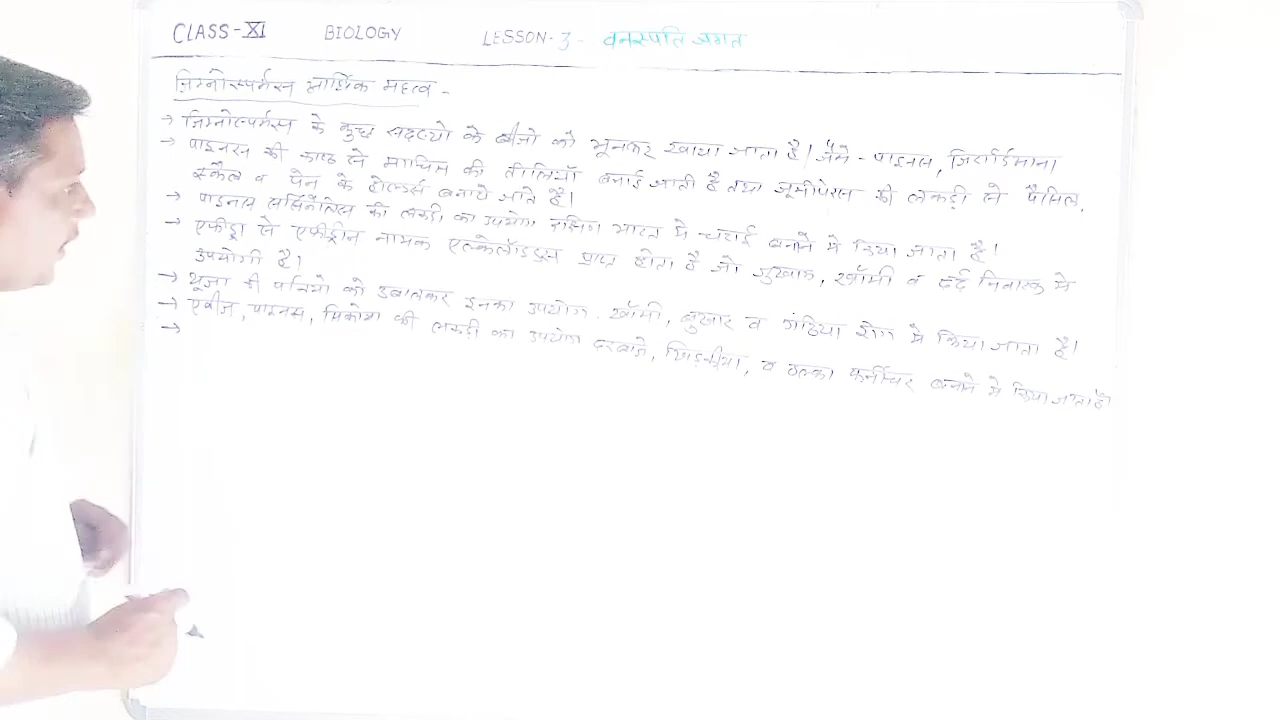 CLASS-XI BIOLOGY LESSON-3 वनस्पति जगत
जिम्नोस्पर्मस आर्थिक महत्व -
→ जिम्नोस्पर्मस के कुछ सदस्यो के बीजो को भूनकर खाया जाता है। जैसे - पाइनस,
→ पाइनस की काष्ठ से माचिस की तीलियाँ बनाई जाती है तथा जूनीपेरस की लकड़ी से पैंसिल,
स्केल व पेन के होल्डर्स बनाये जाते है।
→ पाइनस की लकड़ी का उपयोग दक्षिण भारत मे चटाई बनाने मे किया जाता है।
→ एफीड्रा से एफीड्रीन नामक एल्केलॉइड्स प्राप्त होता है जो जुखाम, खाँसी व दर्द निवारक मे
उपयोगी है।
→ थूजा की पत्तियो को उबालकर इनका उपयोग खाँसी, बुखार व गंठिया रोग मे किया जाता है।
→ एबीज, पाइनस, की लकड़ी का उपयोग दरवाजे, व हल्का फर्नीचर बनाने मे किया जाता है।
→